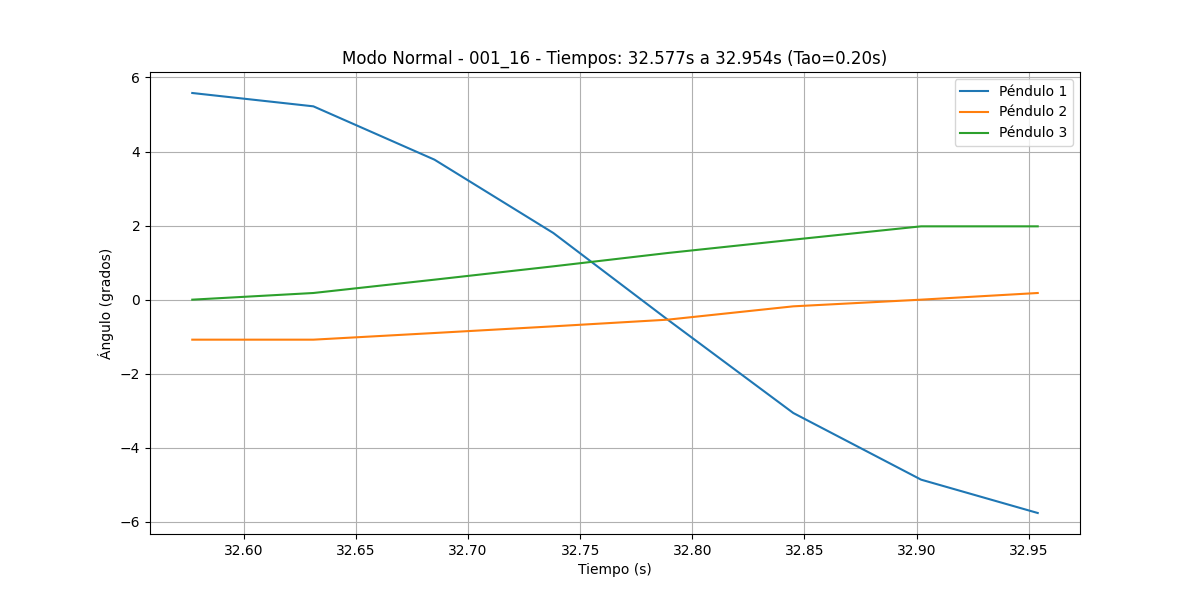 Modo Normal - 001_16 - Tiempos: 32.577s a 32.954s (Tao=0.20s)
Péndulo 1
Péndulo 2
Péndulo 3
Ángulo (grados)
6
4
2
0
−2
−4
−6
32.60 32.65 32.70 32.75 32.80 32.85 32.90 32.95
Tiempo (s)